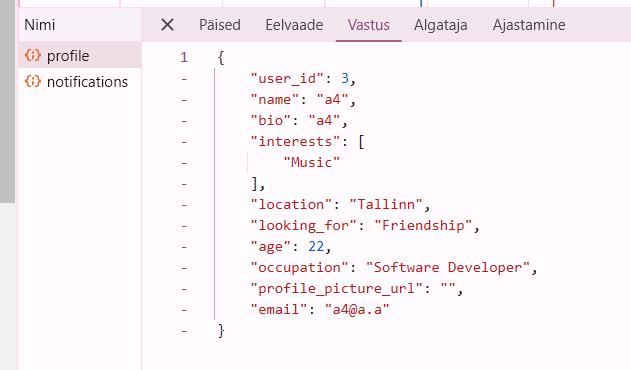 Nimi
Päised Eelvaade Vastus Algataja Ajastamine
profile
notifications
1 {
- "user_id": 3,
- "name": "a4",
- "bio": "a4",
- "interests": [
- "Music"
- ],
- "location": "Tallinn",
- "looking_for": "Friendship",
- "age": 22,
- "occupation": "Software Developer",
- "profile_picture_url": "",
- "email": "a4@a.a"
- }